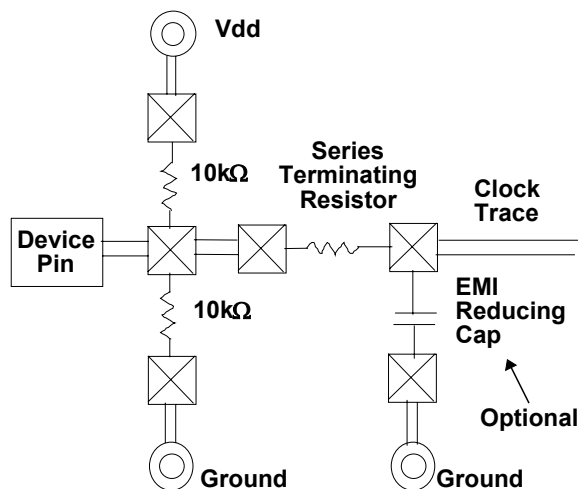 Vdd
10kΩ
Series
Terminating
Resistor
Clock
Trace
Device
Pin
10kΩ
EMI
Reducing
Cap
Optional
Ground
Ground